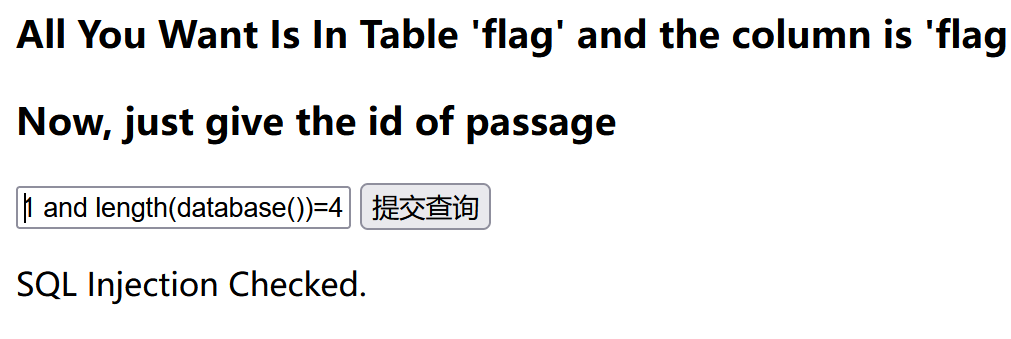 All You Want Is In Table 'flag' and the column is 'flag
Now, just give the id of passage
1 and length(database())=4 提交查询
SQL Injection Checked.